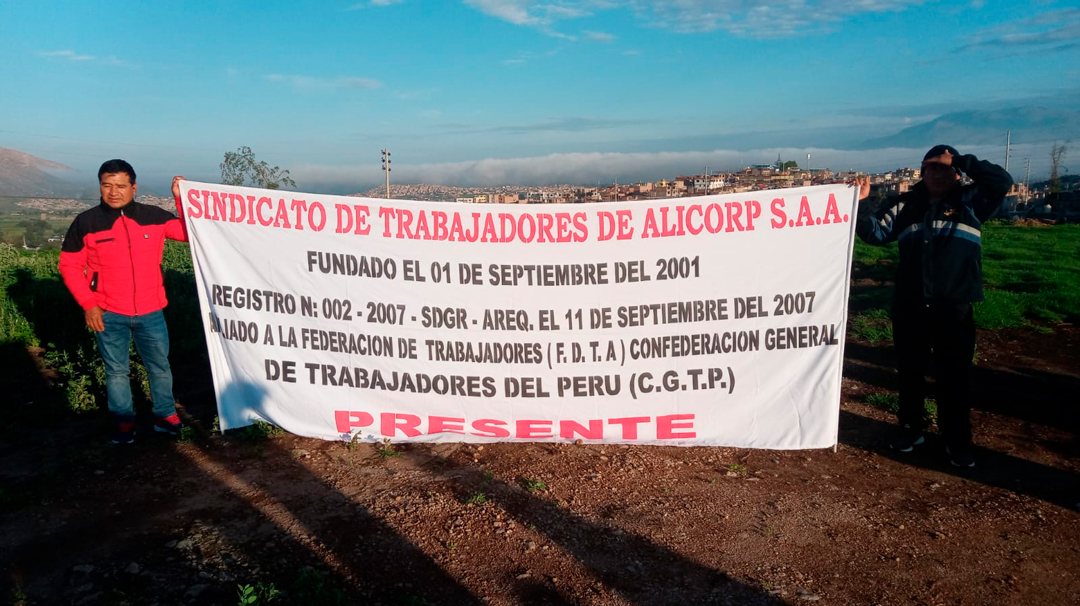 SINDICATO DE TRABAJADORES DE ALICORP S.A.A.
FUNDADO EL 01 DE SEPTIEMBRE DEL 2001
REGISTRO N: 002 - 2007 - SDGR - AREQ. EL 11 DE SEPTIEMBRE DEL 2007
A LA FEDERACION DE TRABAJADORES ( F. D. T. A ) CONFEDERACION GENERAL
DE TRABAJADORES DEL PERU (C.G.T.P.)
PRESENTE